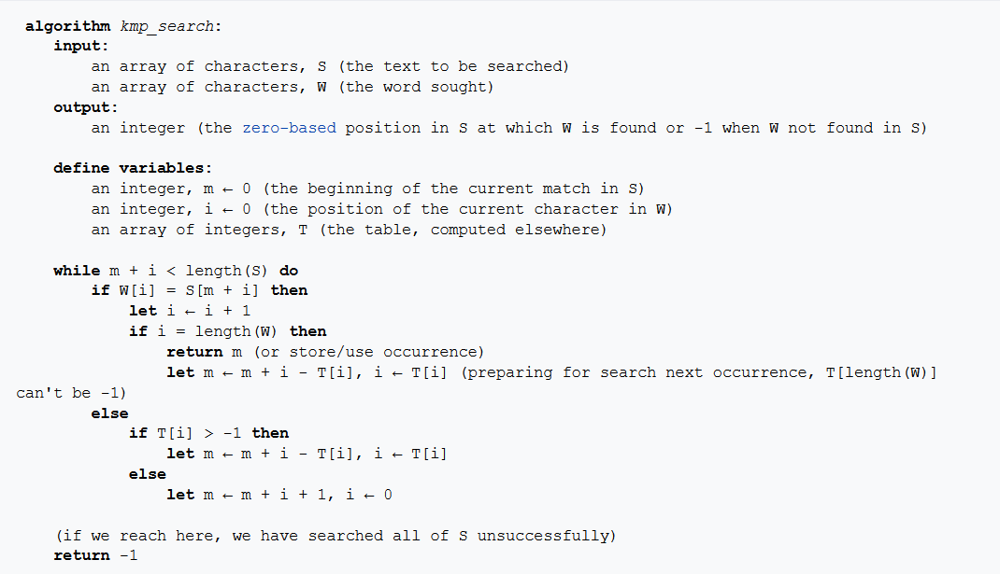 algorithm kmp_search:
input:
an array of characters, S (the text to be searched)
an array of characters, W (the word sought)
output:
an integer (the zero-based position in S at which W is found or -1 when W not found in S)
define variables:
an integer, m ← 0 (the beginning of the current match in S)
an integer, i ← 0 (the position of the current character in W)
an array of integers, T (the table, computed elsewhere)
while m + i < length(S) do
if W[i] = S[m + i] then
let i ← i + 1
if i = length(W) then
return m (or store/use occurrence)
let m ← m + i - T[i], i ← T[i] (preparing for search next occurrence, T[length(W)]
can't be -1)
else
if T[i] > -1 then
let m ← m + i - T[i], i ← T[i]
else
let m ← m + i + 1, i ← 0
(if we reach here, we have searched all of S unsuccessfully)
return -1